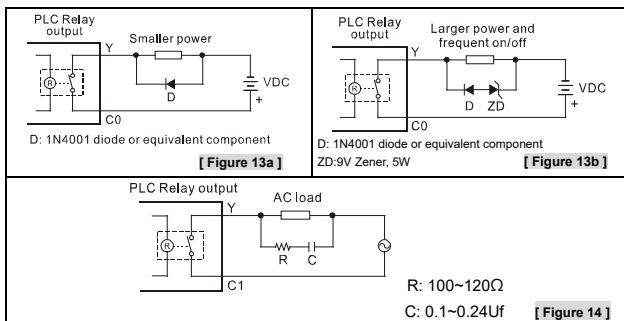 PLC Relay
output
Smaller power
Y
R
D
VDC
+
C0
D: 1N4001 diode or equivalent component
[ Figure 13a ]
PLC Relay
output
Larger power and
frequent on/off
Y
R
D ZD
VDC
+
C0
D: 1N4001 diode or equivalent component
ZD:9V Zener, 5W
[ Figure 13b ]
PLC Relay output
AC load
Y
R
R C
C1
R: 100~120Ω
C: 0.1~0.24Uf
[ Figure 14 ]